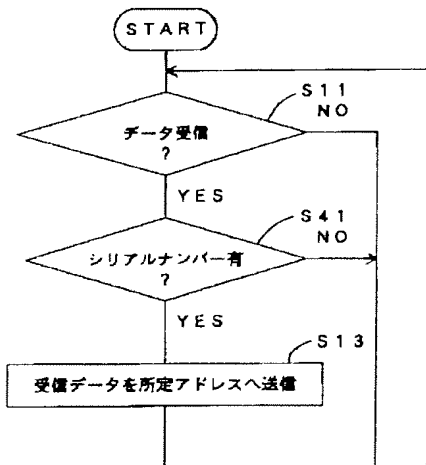 START
S11
NO
データ受信
?
YES
S41
NO
シリアルナンバー有
?
YES
S13
受信データを所定アドレスへ送信